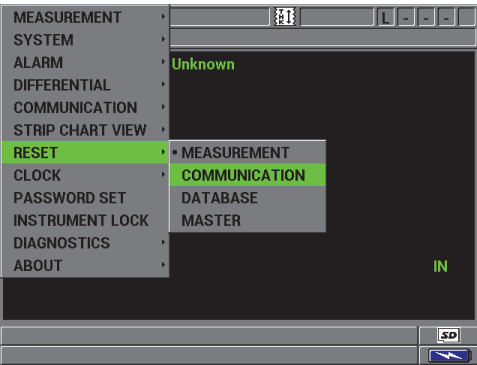 MEASUREMENT
SYSTEM
ALARM
DIFFERENTIAL
COMMUNICATION
STRIP CHART VIEW
RESET
CLOCK
PASSWORD SET
INSTRUMENT LOCK
DIAGNOSTICS
ABOUT
• MEASUREMENT
COMMUNICATION
DATABASE
MASTER
L - - -
Unknown
IN
SD